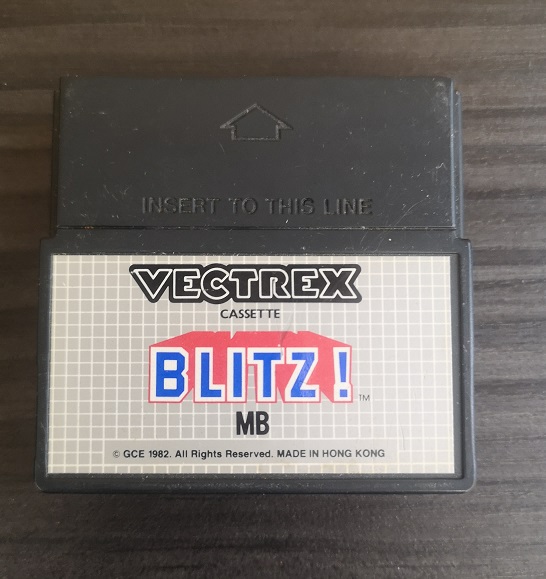 INSERT TO THIS LINE
VECTREX
CASSETTE
BLITZ! ™
MB
© GCE 1982. All Rights Reserved. MADE IN HONG KONG